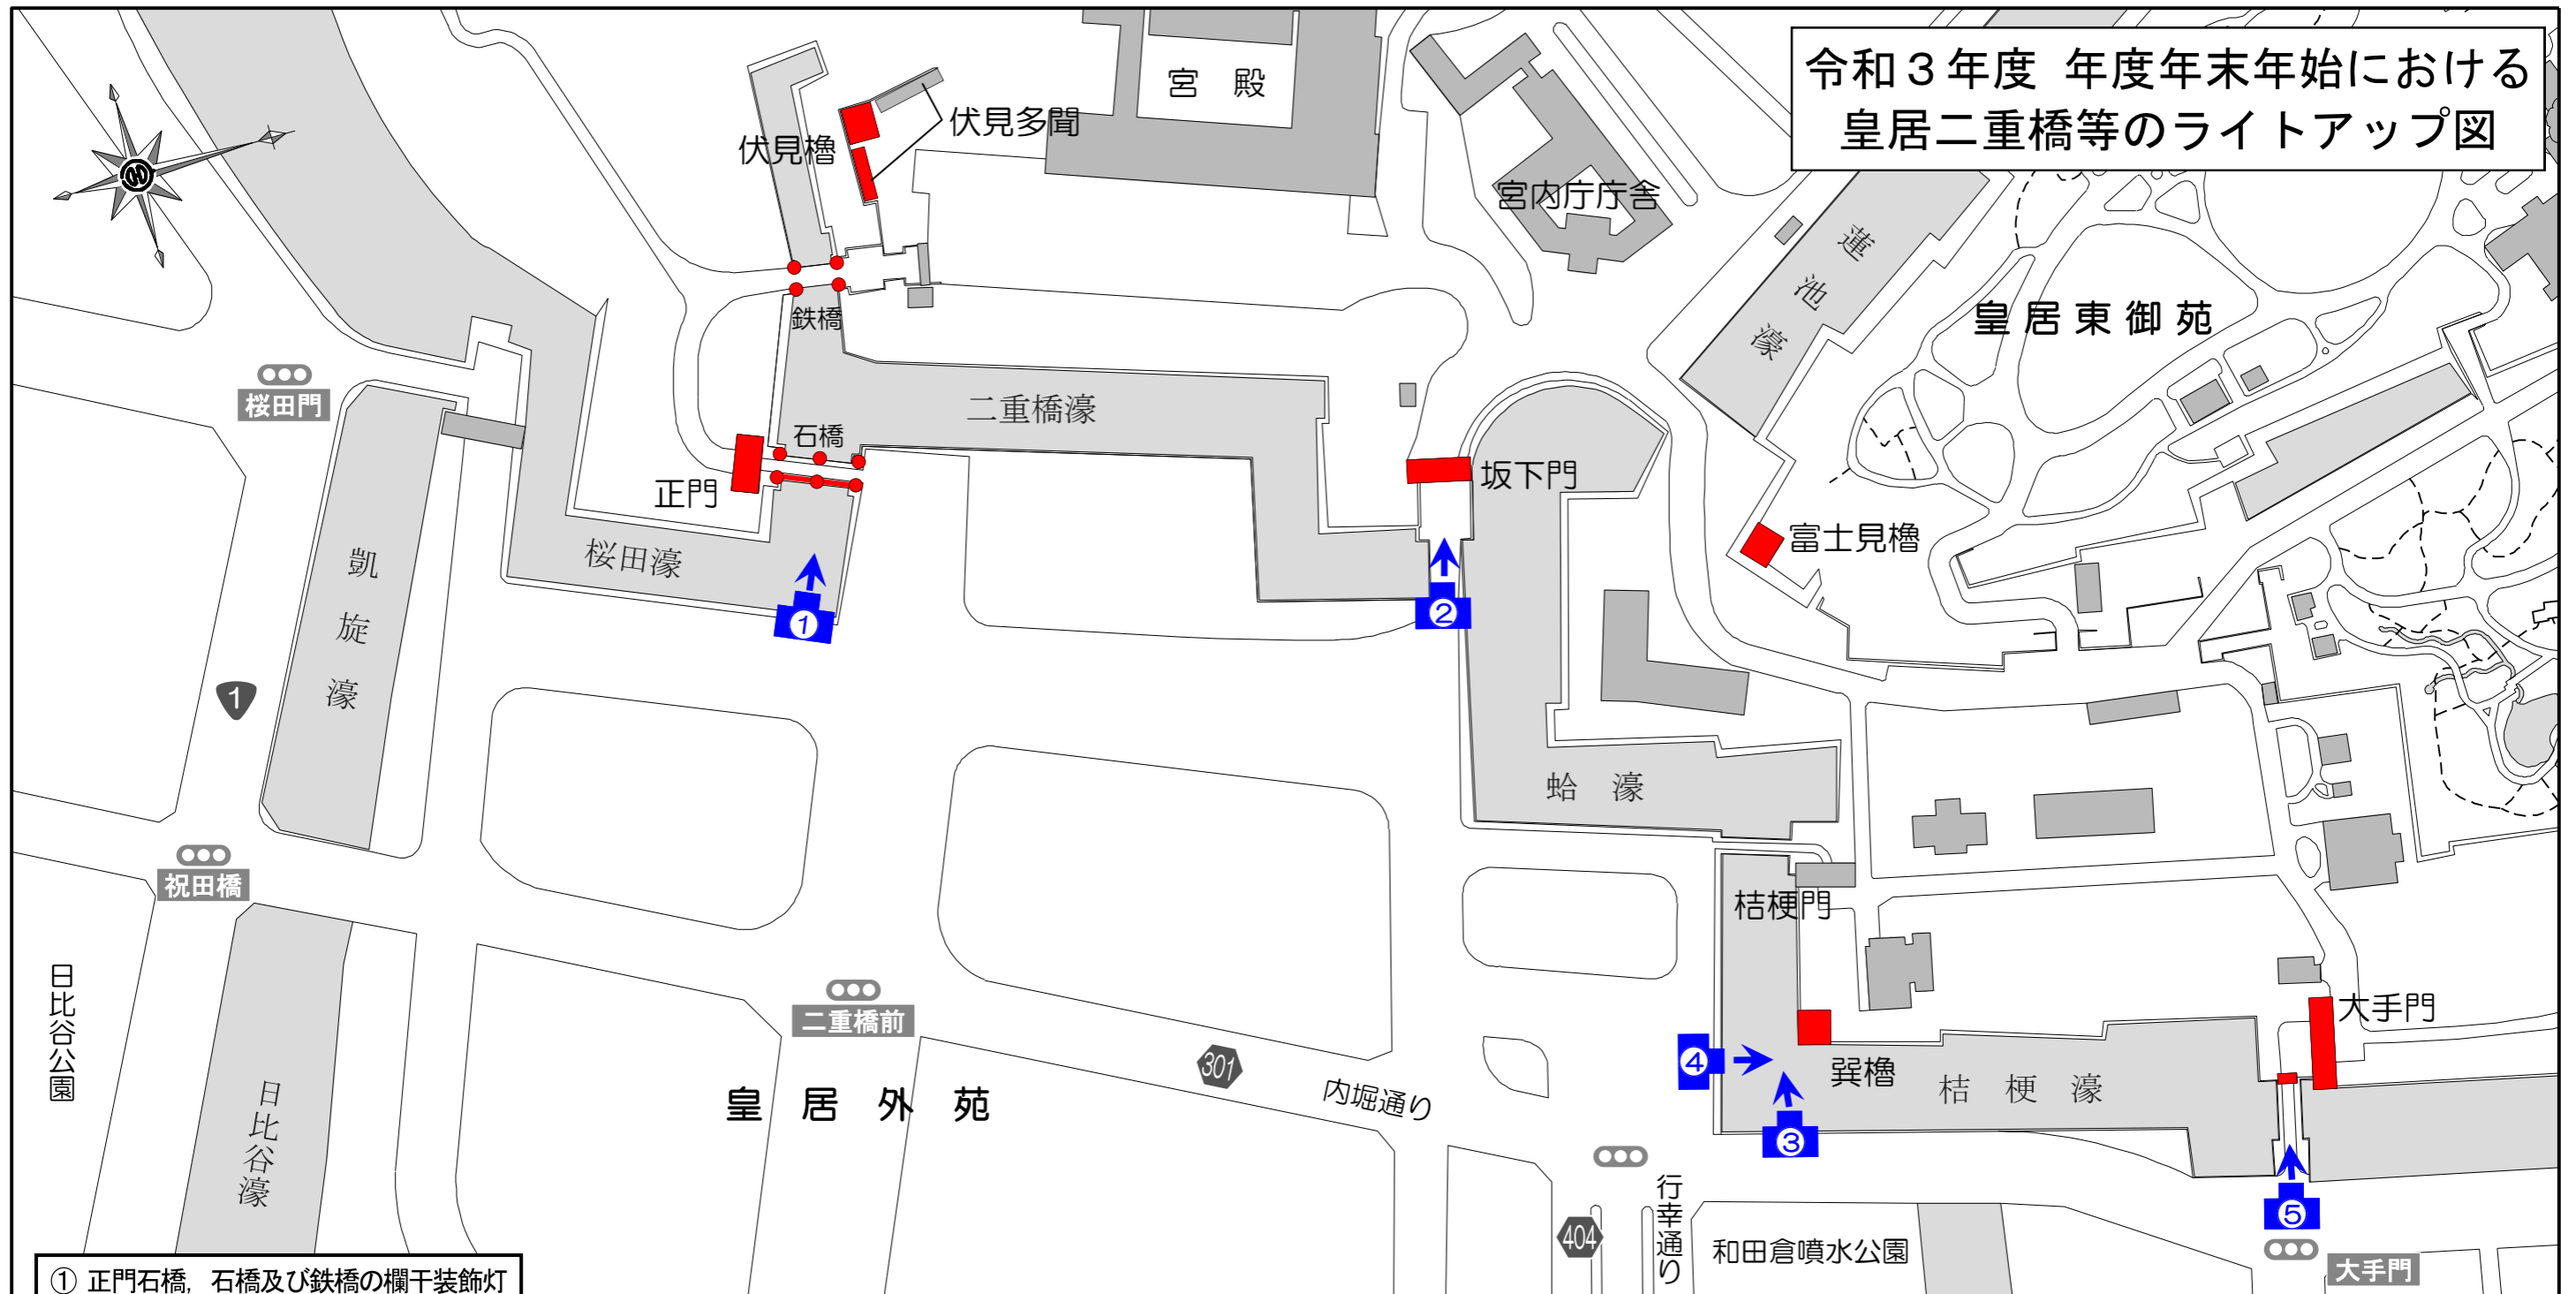 令和３年度 年度年末年始における
皇居二重橋等のライトアップ図
宮 殿
伏見多聞
伏見櫓
宮内庁庁舎
蓮池濠
皇居東御苑
鉄橋
桜田門
二重橋濠
石橋
正門
坂下門
富士見櫓
桜田濠
凱旋濠
①
②
1
蛤 濠
祝田橋
桔梗門
日比谷公園
二重橋前
大手門
301
④
巽櫓
桔 梗 濠
皇 居 外 苑
内堀通り
日比谷濠
③
行幸通り
⑤
404
和田倉噴水公園
大手門
① 正門石橋，石橋及び鉄橋の欄干装飾灯